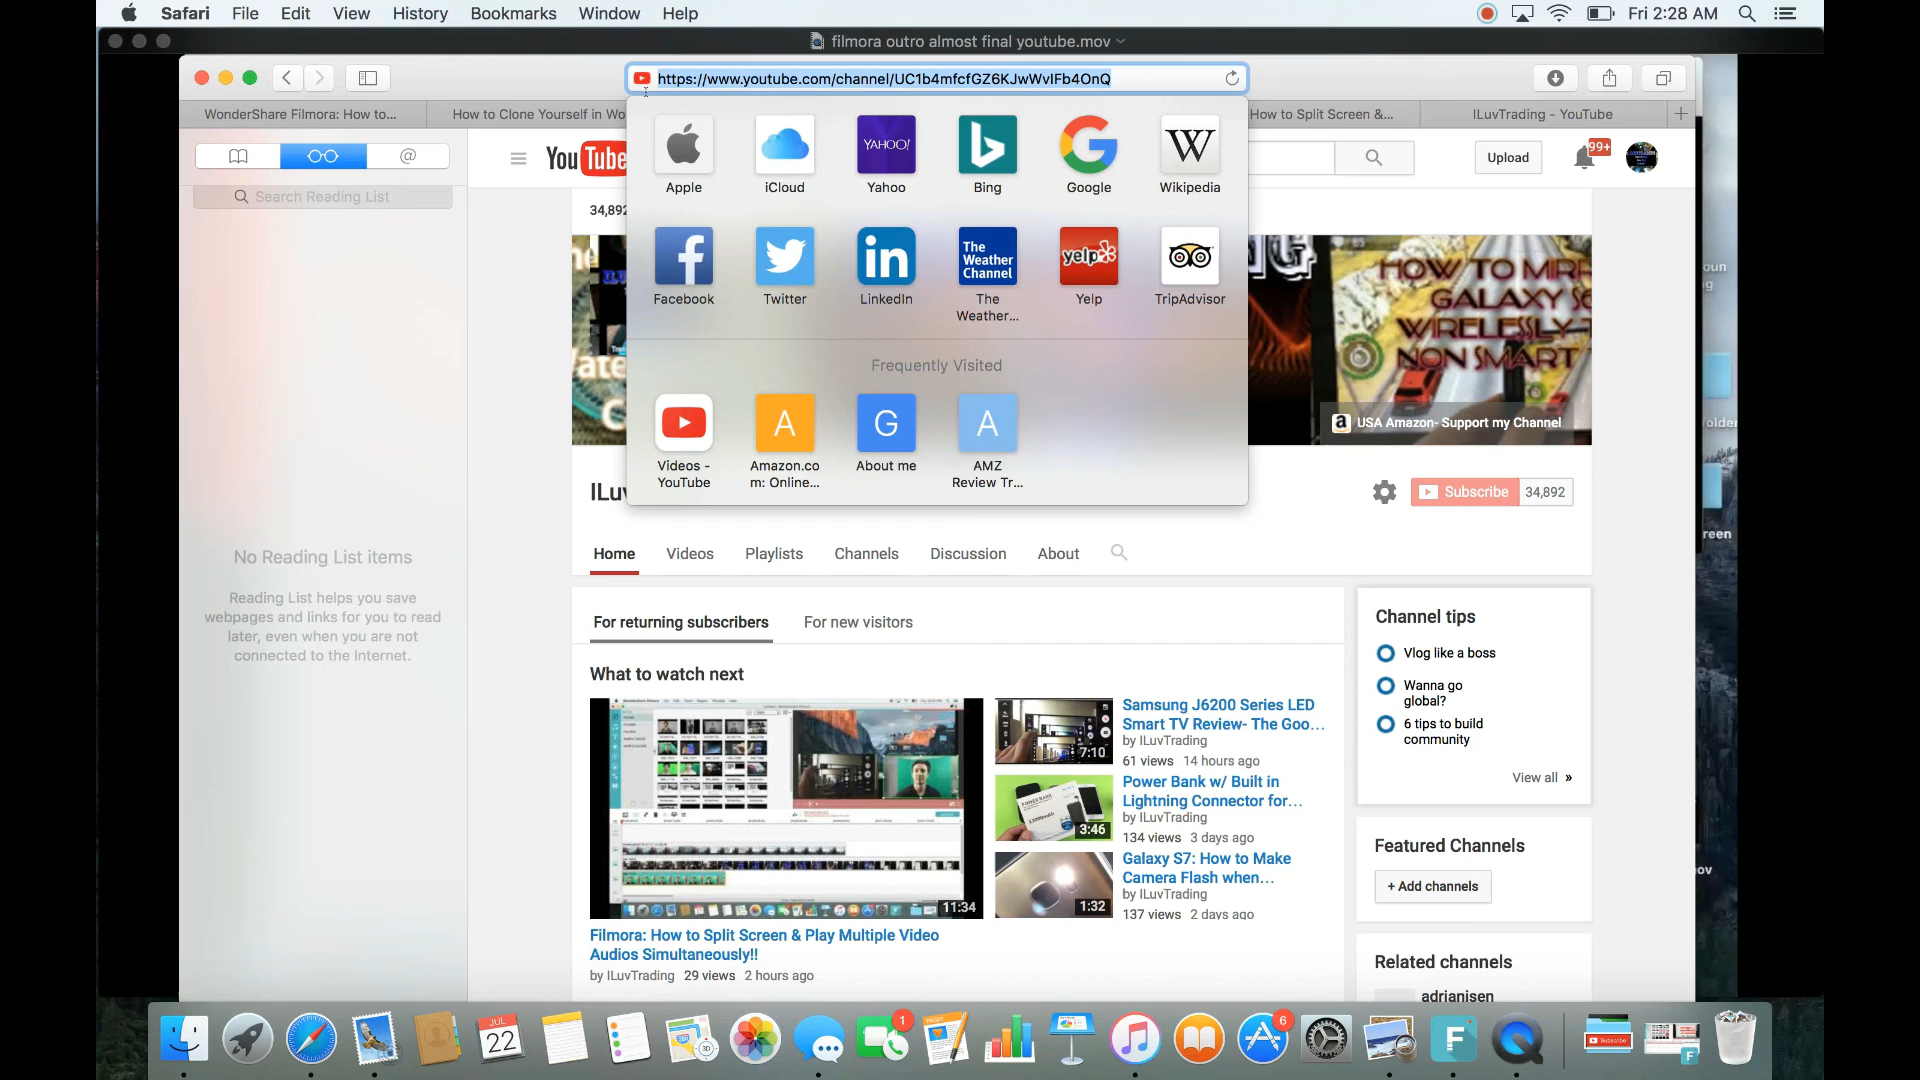 Safari File Edit View History Bookmarks Window Help Fri 2:28 AM
filmora outro almost final youtube.mov
https://www.youtube.com/channel/UC1b4mfcfGZ6KJwWvIFb4OnQ
WonderShare Filmora: How to... How to Clone Yourself in Wo How to Split Screen &... ILuvTrading - YouTube +
YouTube
Upload
99+
Search Reading List
Apple iCloud Yahoo Bing Google Wikipedia
YAHOO!
W
34,892
Facebook Twitter LinkedIn The Weather... Yelp TripAdvisor
The Weather Channel
yelp
HOW TO MIRR
GALAXY S
WIRELESSLY
NON SMART T
USA Amazon- Support my Channel
Frequently Visited
A G A
Videos - YouTube
Amazon.com: Online...
About me
AMZ Review Tr...
ILuv
Subscribe 34,892
Home Videos Playlists Channels Discussion About
No Reading List items
Reading List helps you save
webpages and links for you to read
later, even when you are not
connected to the Internet.
For returning subscribers For new visitors
What to watch next
11:34
Filmora: How to Split Screen & Play Multiple Video
Audios Simultaneously!!
by ILuvTrading 29 views 2 hours ago
7:10
Samsung J6200 Series LED
Smart TV Review- The Goo...
by ILuvTrading
61 views 14 hours ago
3:46
Power Bank w/ Built in
Lightning Connector for...
by ILuvTrading
134 views 3 days ago
1:32
Galaxy S7: How to Make
Camera Flash when...
by ILuvTrading
137 views 2 days ago
Channel tips
Vlog like a boss
Wanna go
global?
6 tips to build
community
View all »
Featured Channels
+ Add channels
Related channels
adrianisen
JUL
22
3D
1
6
F
Subscribe
F